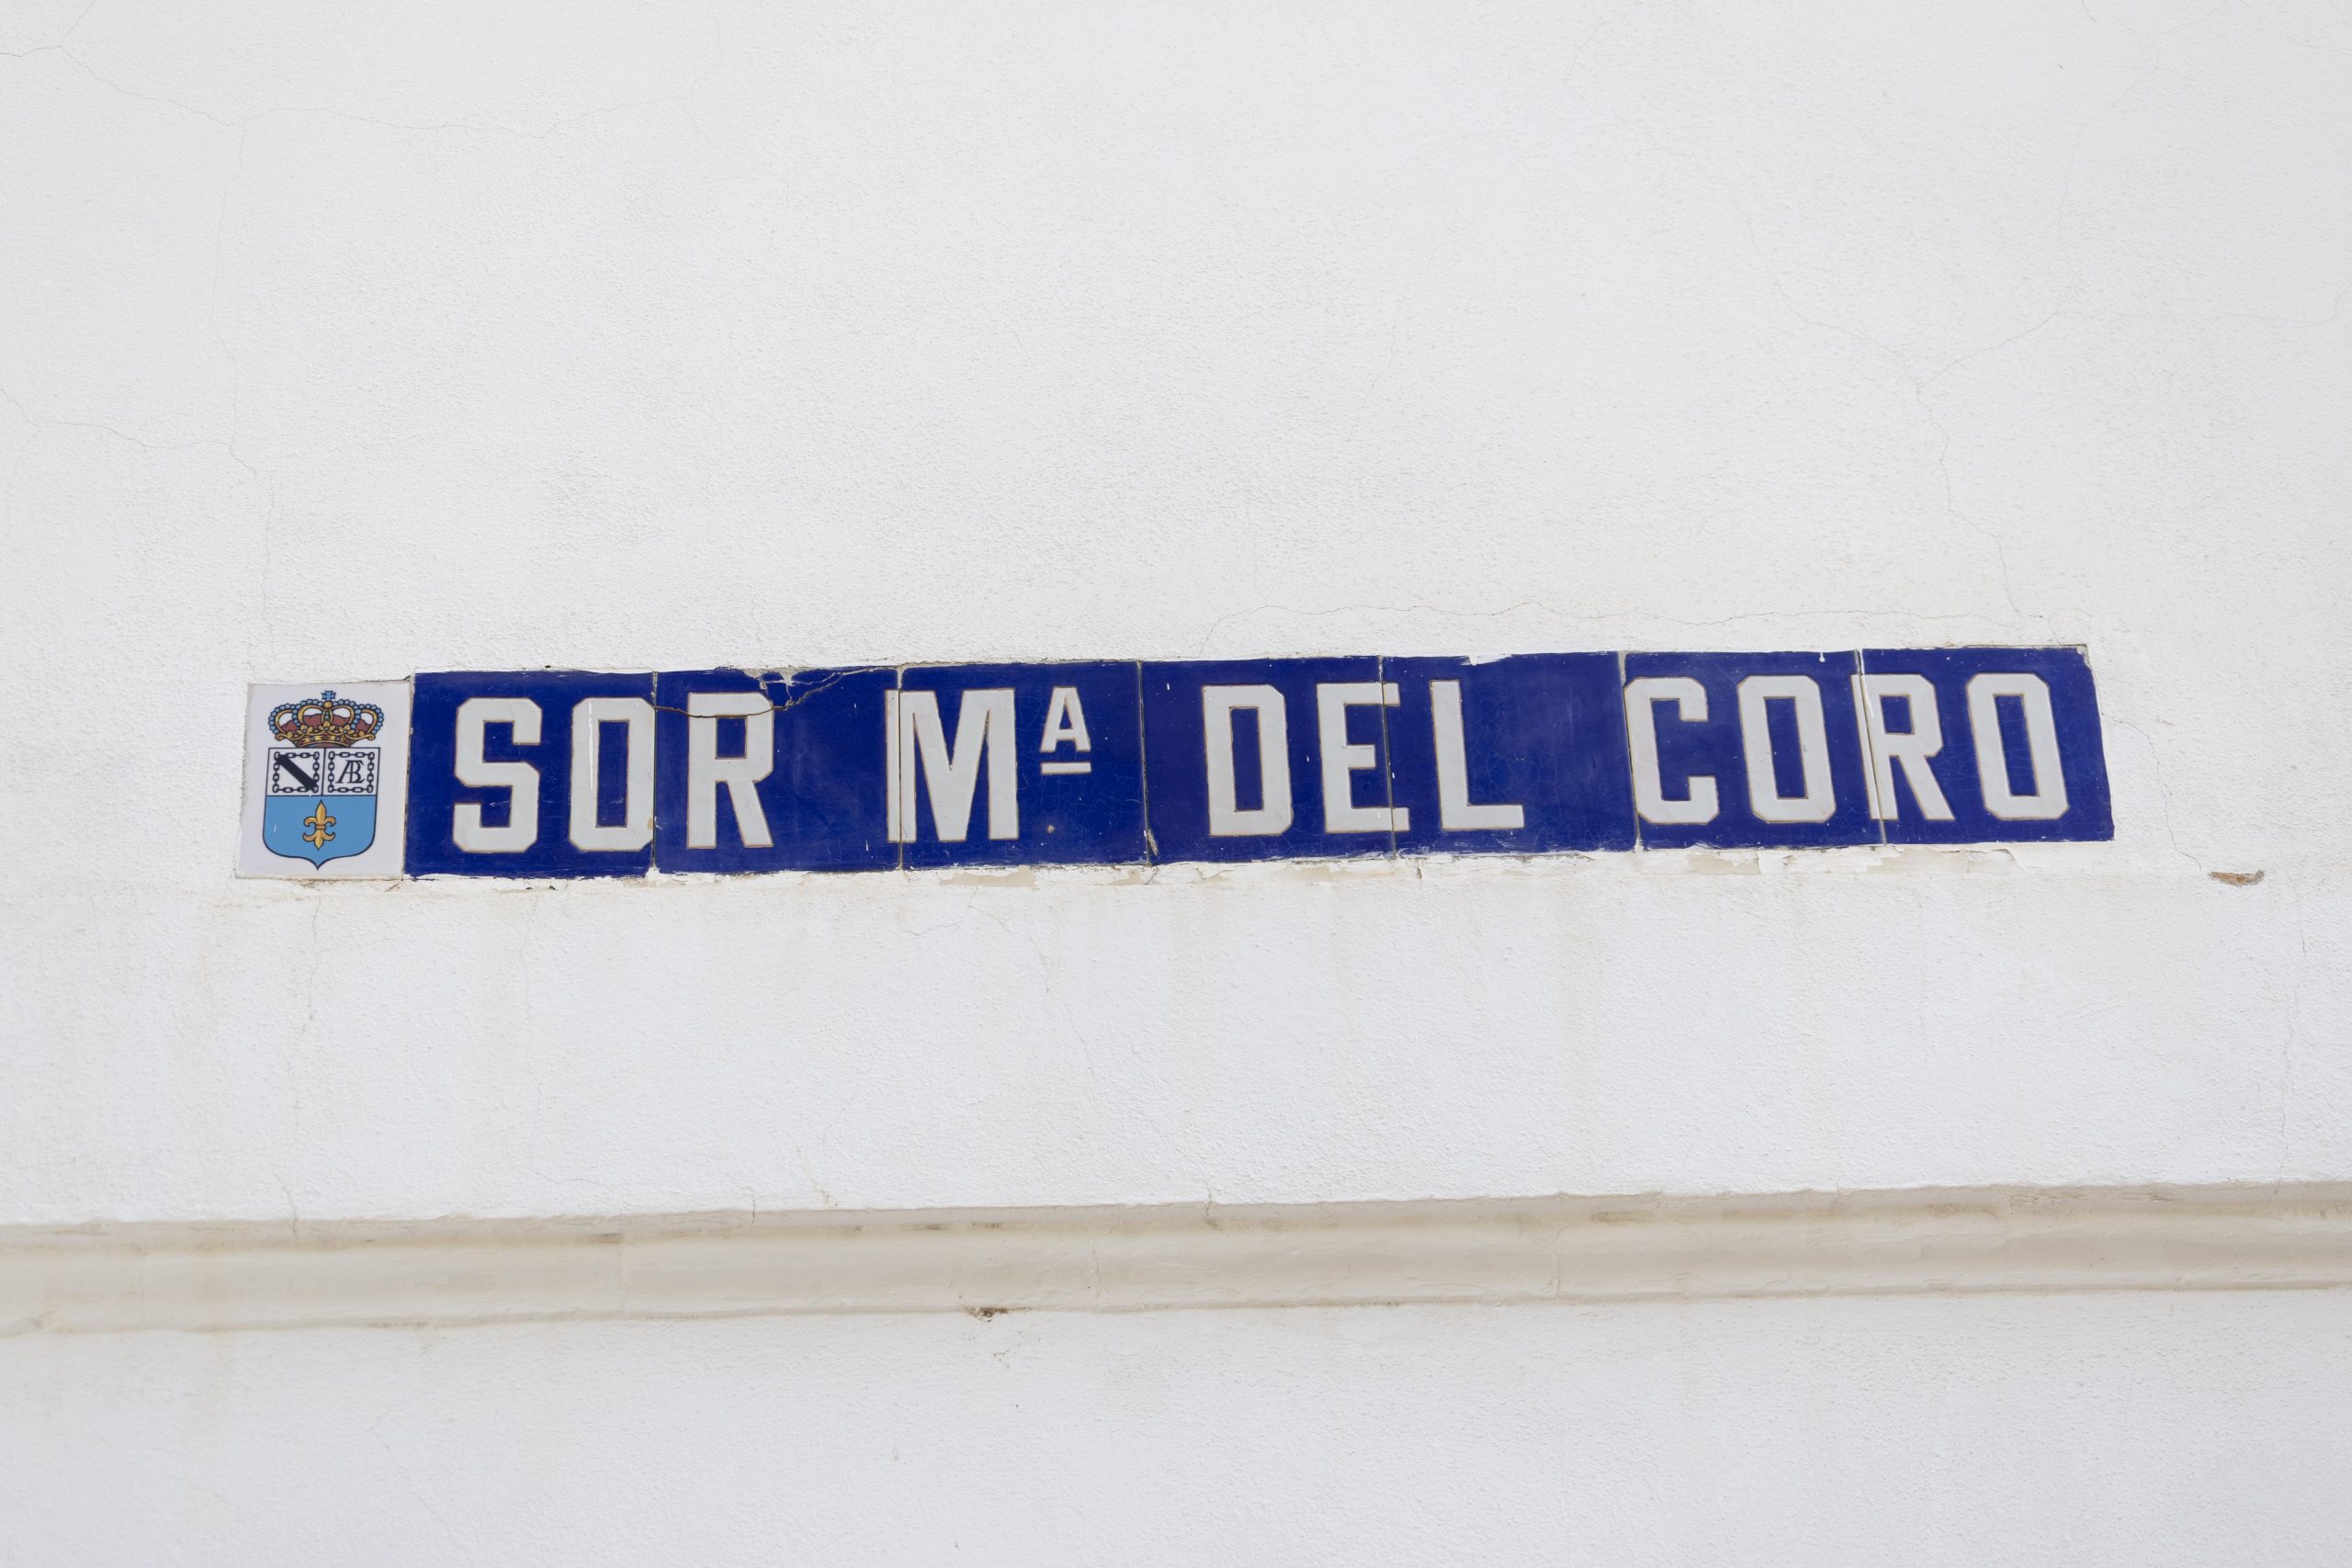 SOR Mª DEL CORO